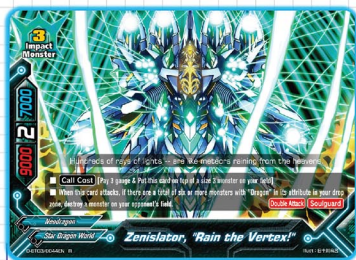 3
Impact
Monster
9000 2 7000
Hundreds of rays of lights -- are like meteors raining from the heavens
■ Call Cost [Pay 3 gauge & Put this card on top of a size 3 monster on your field]
■ When this card attacks, if there are a total of six or more monsters with "Dragon" in its attribute in your drop
zone, destroy a monster on your opponent's field.
Double Attack Soulguard
Neodragon
Star Dragon World
Zenislator, "Rain the Vertex!"